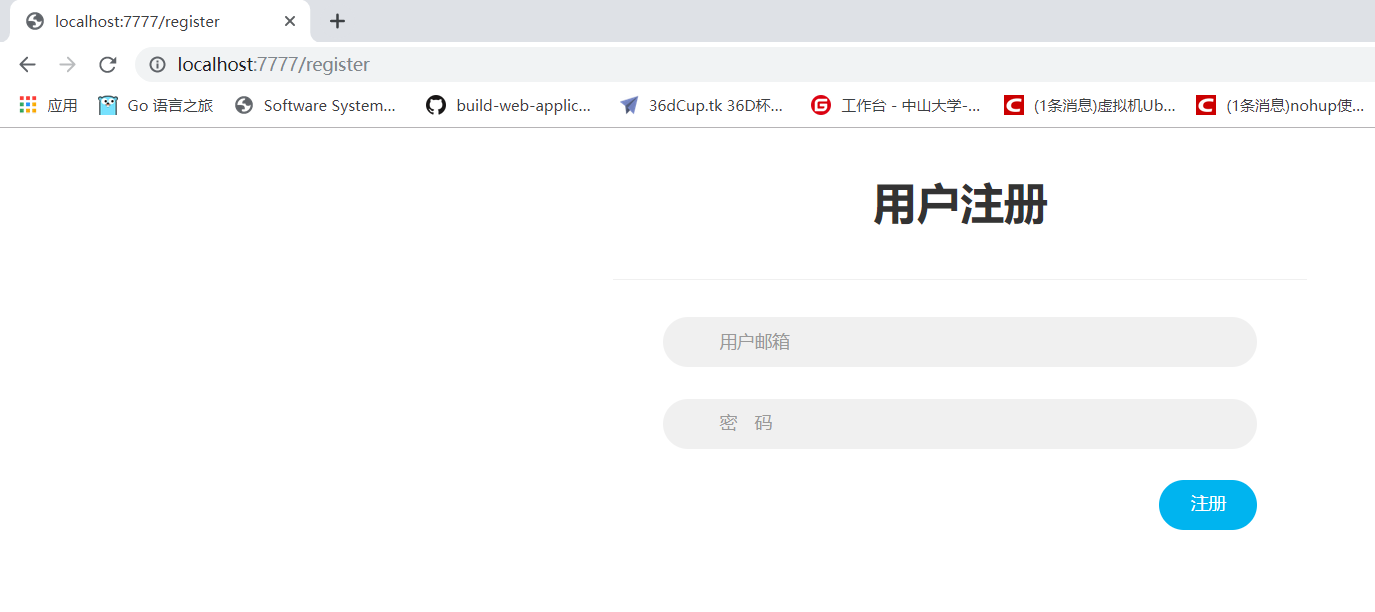 localhost:7777/register
localhost:7777/register
应用 Go 语言之旅 Software System... build-web-applic... 36dCup.tk 36D杯... 工作台 - 中山大学-... (1条消息)虚拟机Ub... (1条消息)nohup使...
用户注册
用户邮箱
密 码
注册